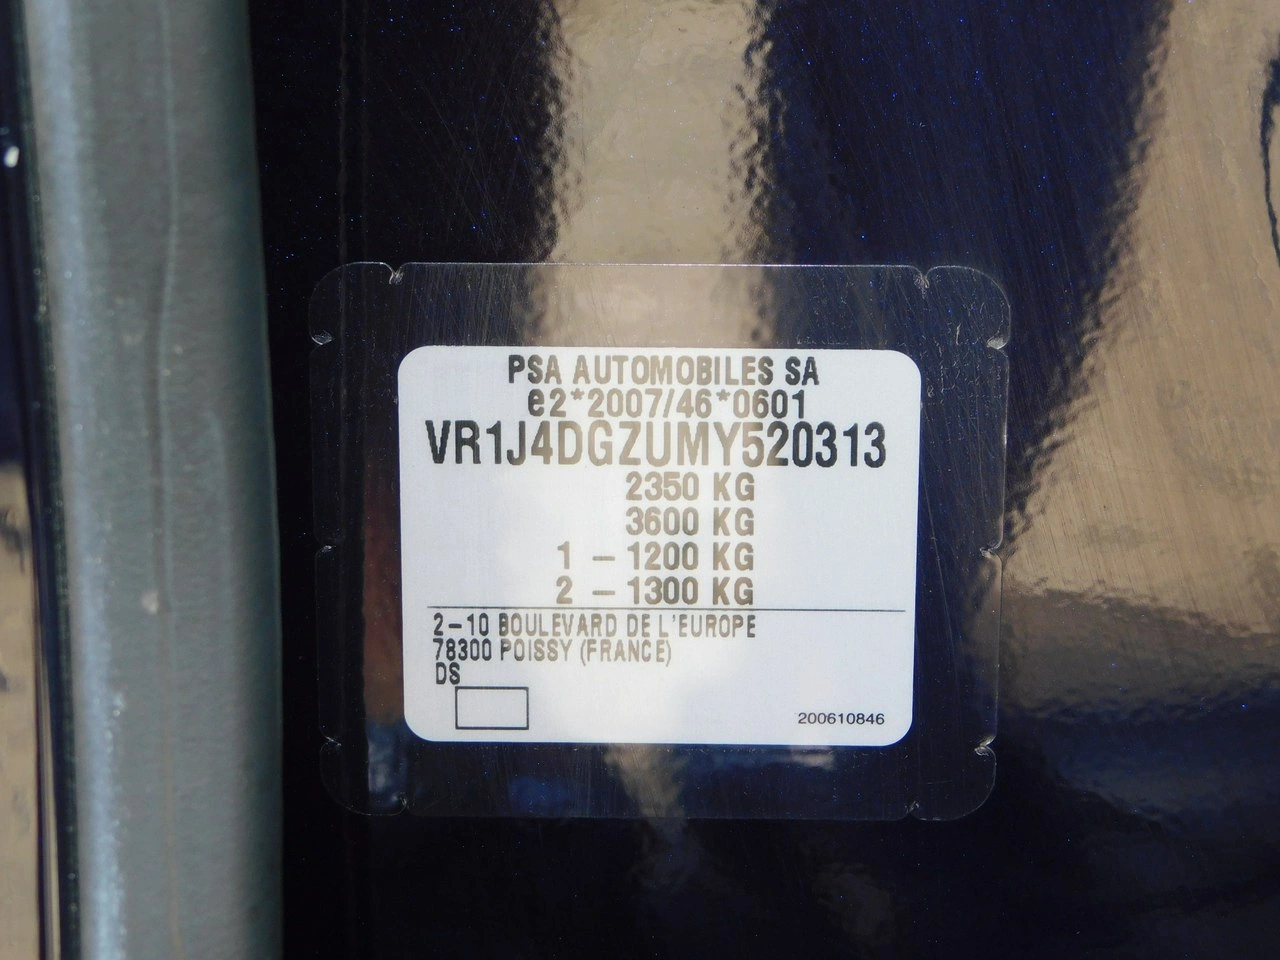 PSA AUTOMOBILES SA
e2*2007/46*0601
VR1J4DGZUMY520313
2350 KG
3600 KG
1 – 1200 KG
2 – 1300 KG
2–10 BOULEVARD DE L'EUROPE
78300 POISSY (FRANCE)
DS
200610846